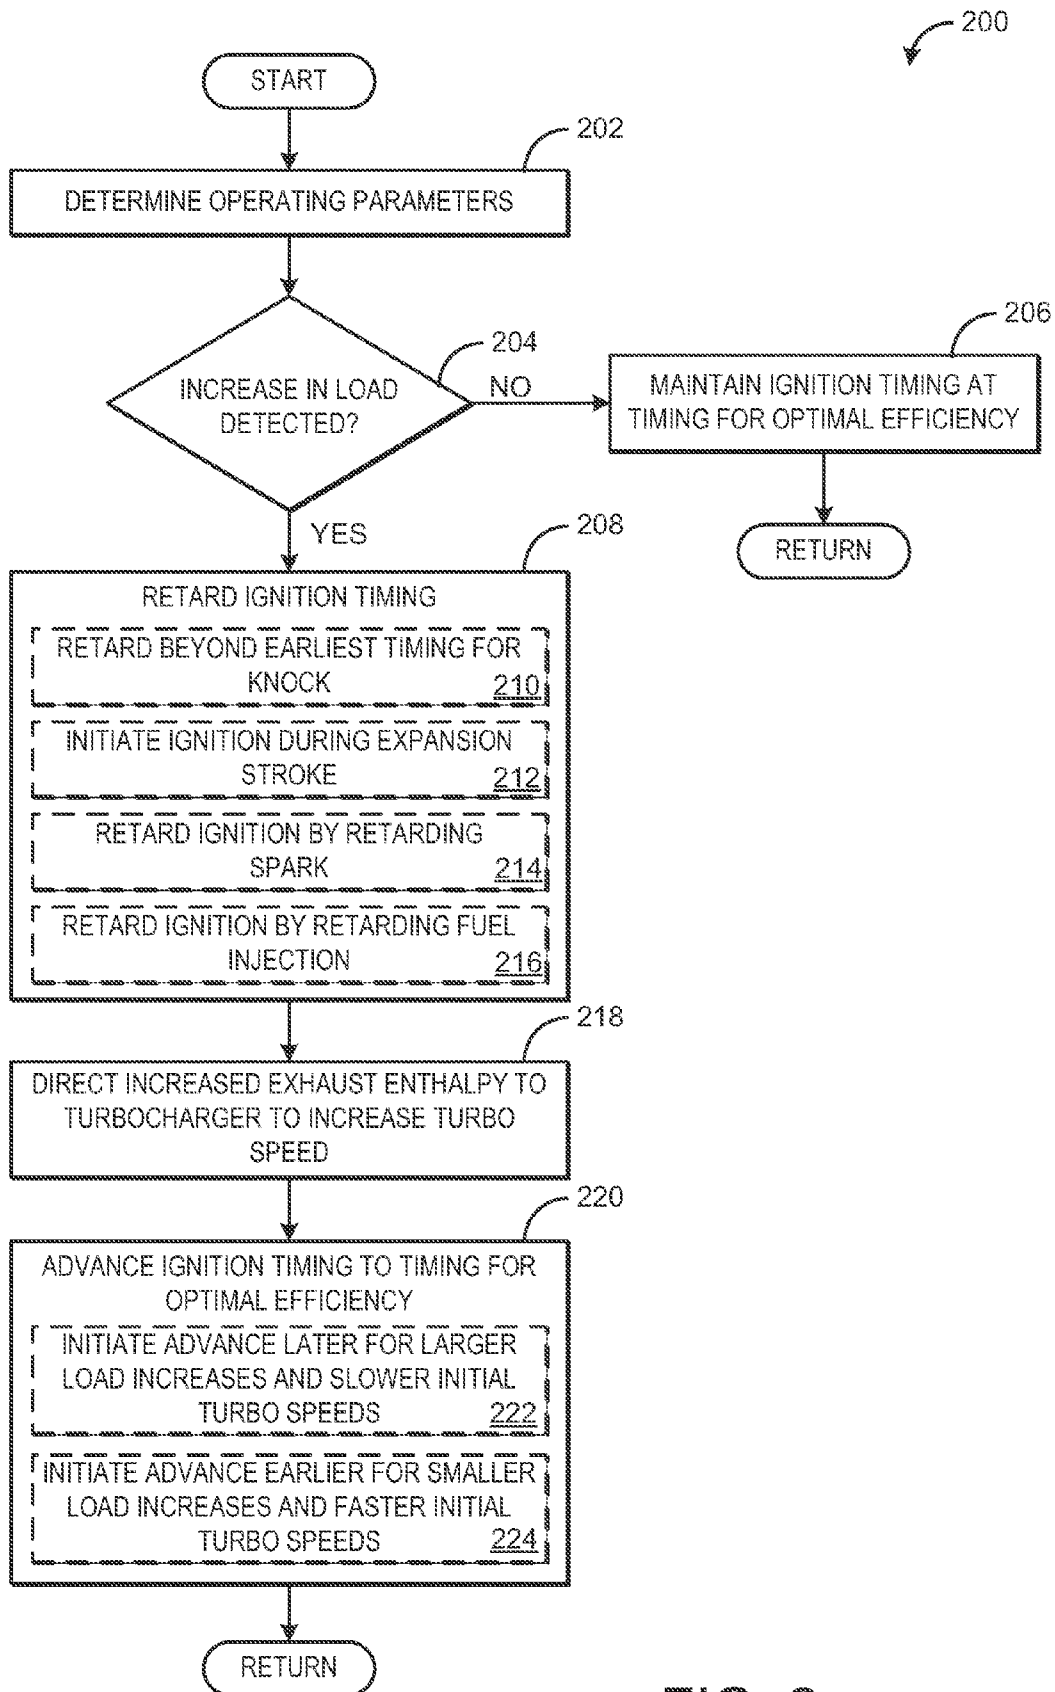 200
START
202
DETERMINE OPERATING PARAMETERS
204
INCREASE IN LOAD
DETECTED?
NO
206
MAINTAIN IGNITION TIMING AT
TIMING FOR OPTIMAL EFFICIENCY
RETURN
YES
208
RETARD IGNITION TIMING
RETARD BEYOND EARLIEST TIMING FOR
KNOCK 210
INITIATE IGNITION DURING EXPANSION
STROKE 212
RETARD IGNITION BY RETARDING
SPARK 214
RETARD IGNITION BY RETARDING FUEL
INJECTION 216
218
DIRECT INCREASED EXHAUST ENTHALPY TO
TURBOCHARGER TO INCREASE TURBO
SPEED
220
ADVANCE IGNITION TIMING TO TIMING FOR
OPTIMAL EFFICIENCY
INITIATE ADVANCE LATER FOR LARGER
LOAD INCREASES AND SLOWER INITIAL
TURBO SPEEDS 222
INITIATE ADVANCE EARLIER FOR SMALLER
LOAD INCREASES AND FASTER INITIAL
TURBO SPEEDS 224
RETURN